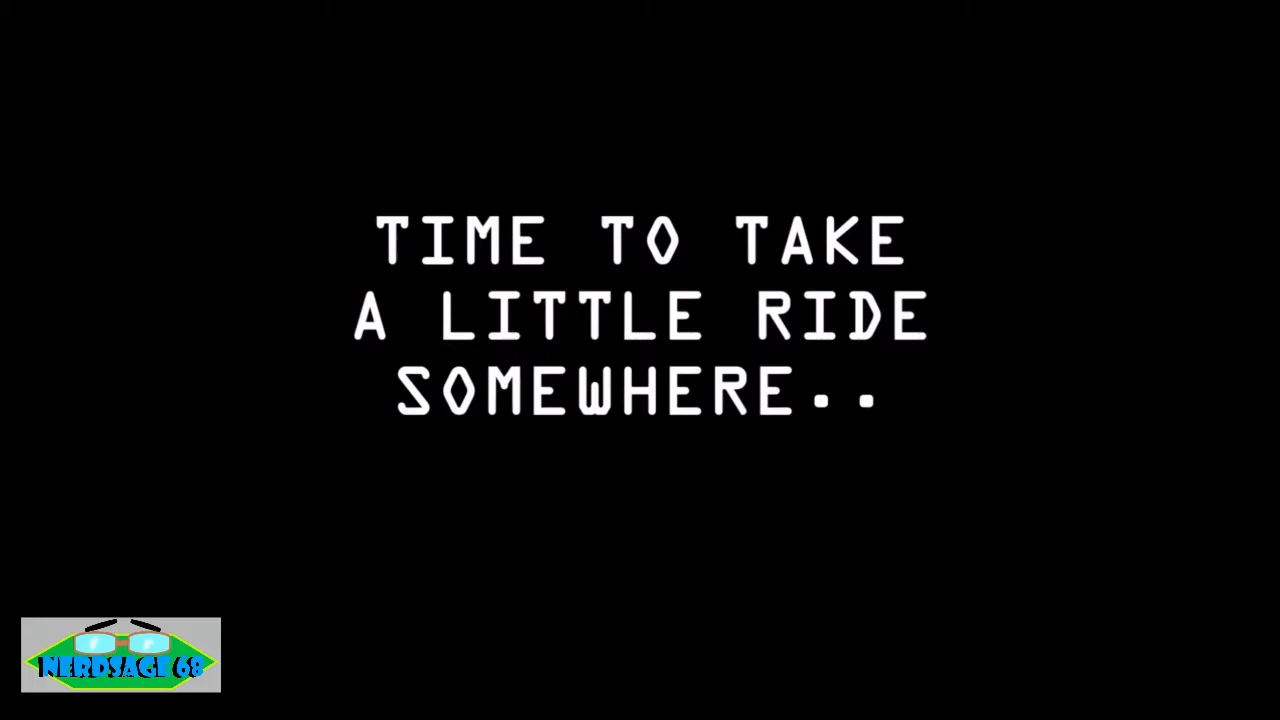 TIME TO TAKE
A LITTLE RIDE
SOMEWHERE..
NERDSAGE 68